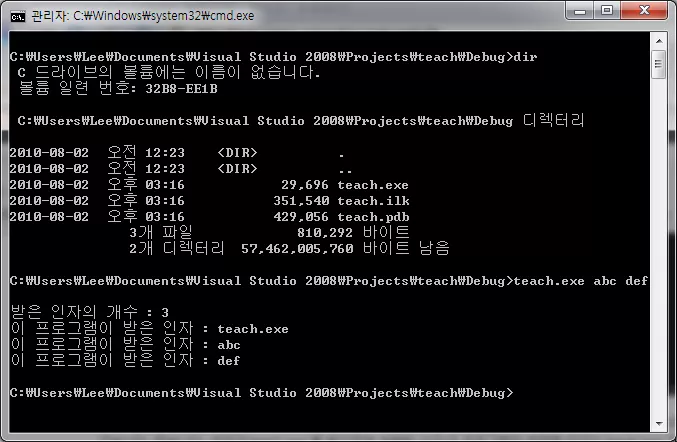 관리자: C:₩Windows₩system32₩cmd.exe
C:₩Users₩Lee₩Documents₩Visual Studio 2008₩Projects₩teach₩Debug>dir
C 드라이브의 볼륨에는 이름이 없습니다.
볼륨 일련 번호: 32B8-EE1B
C:₩Users₩Lee₩Documents₩Visual Studio 2008₩Projects₩teach₩Debug 디렉터리
2010-08-02 오전 12:23 <DIR> .
2010-08-02 오전 12:23 <DIR> ..
2010-08-02 오후 03:16 29,696 teach.exe
2010-08-02 오후 03:16 351,540 teach.ilk
2010-08-02 오후 03:16 429,056 teach.pdb
3개 파일 810,292 바이트
2개 디렉터리 57,462,005,760 바이트 남음
C:₩Users₩Lee₩Documents₩Visual Studio 2008₩Projects₩teach₩Debug>teach.exe abc def
받은 인자의 개수 : 3
이 프로그램이 받은 인자 : teach.exe
이 프로그램이 받은 인자 : abc
이 프로그램이 받은 인자 : def
C:₩Users₩Lee₩Documents₩Visual Studio 2008₩Projects₩teach₩Debug>